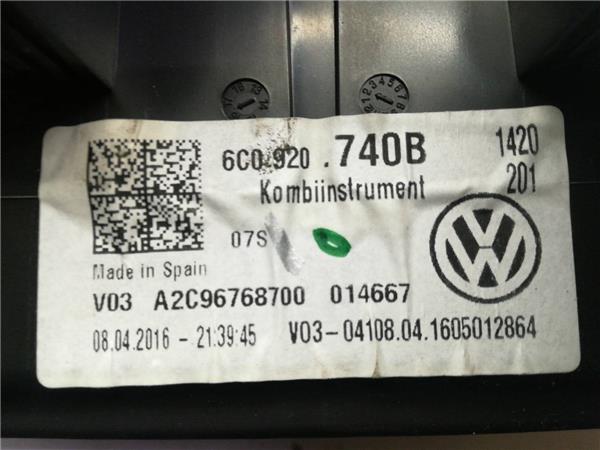 6C0.920 .740B 1420
Kombiinstrument 201
07S
Made in Spain
V03 A2C96768700 014667
08.04.2016 - 21:39:45 V03-04108.04.1605012864